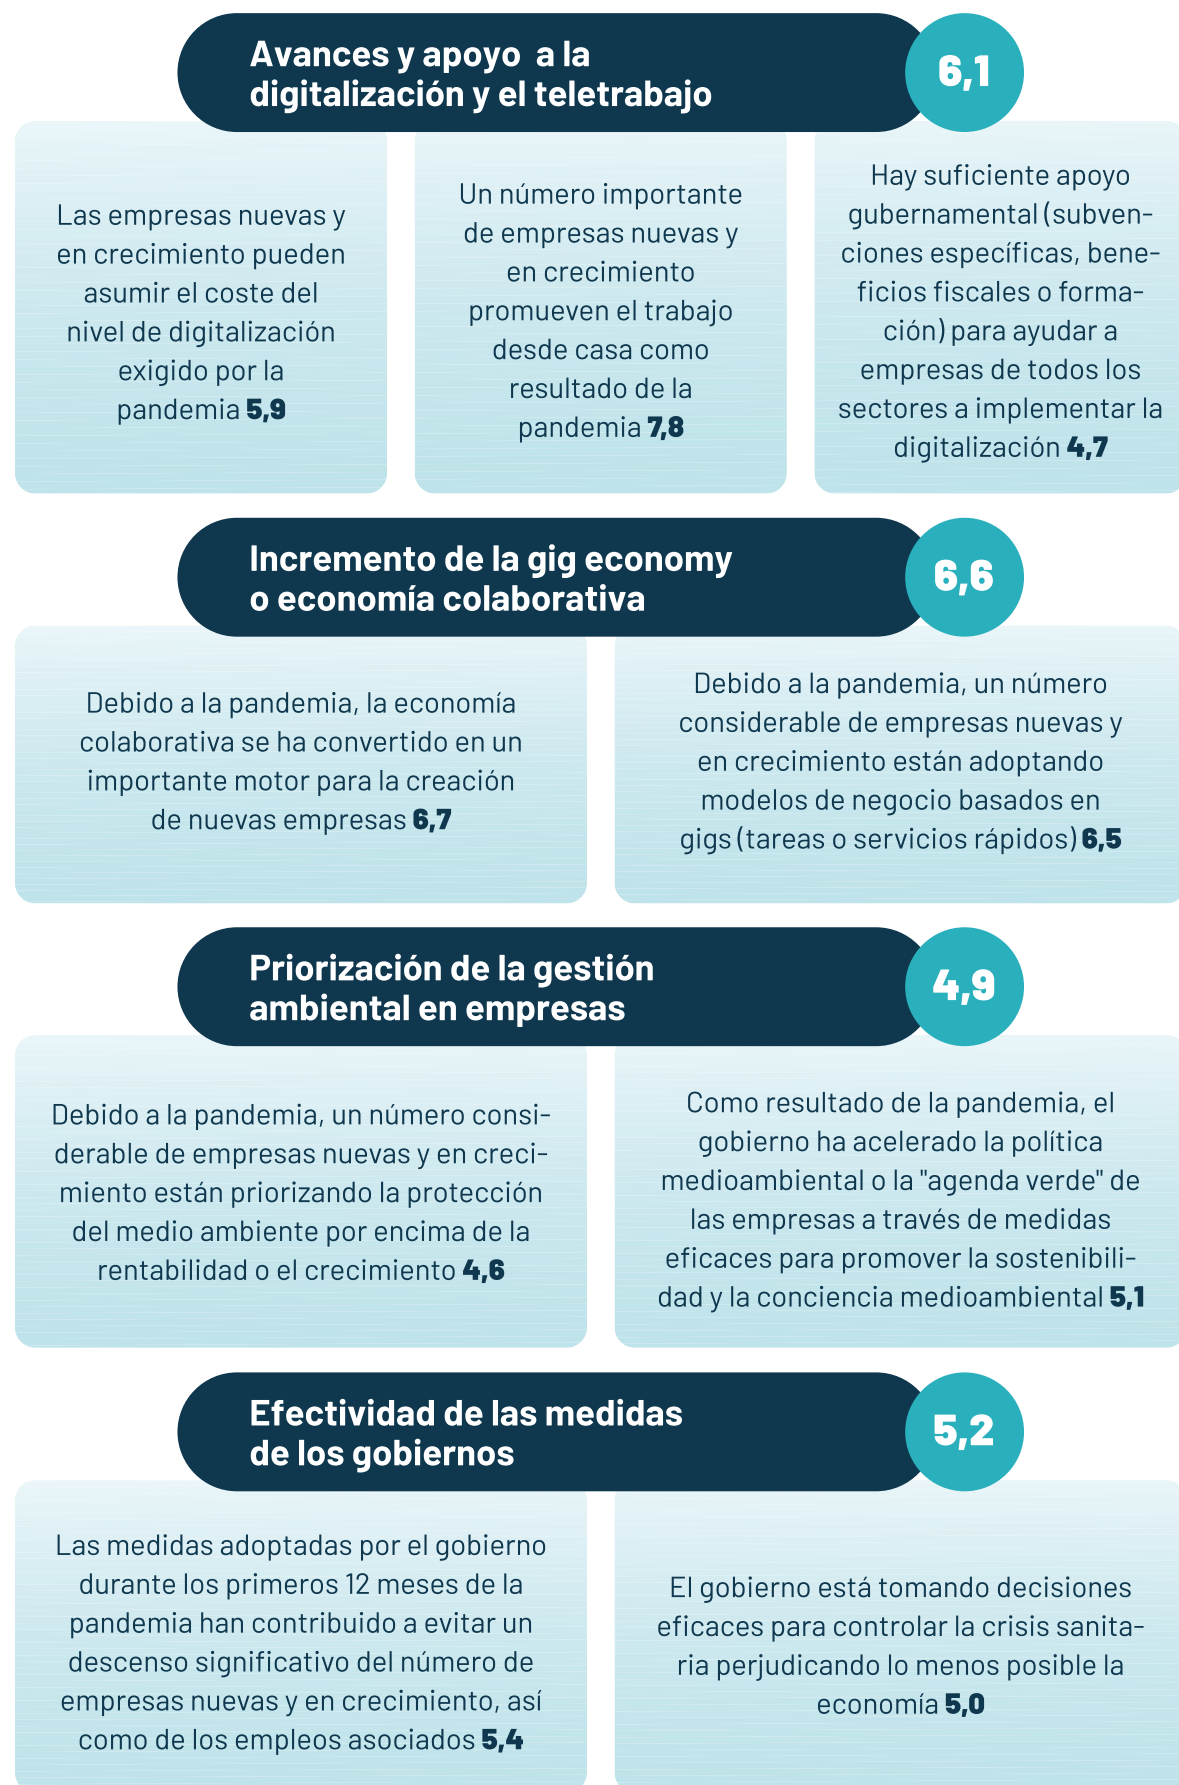 Avances y apoyo a la
digitalización y el teletrabajo
6,1
Las empresas nuevas y
en crecimiento pueden
asumir el coste del
nivel de digitalización
exigido por la
pandemia 5,9
Un número importante
de empresas nuevas y
en crecimiento
promueven el trabajo
desde casa como
resultado de la
pandemia 7,8
Hay suficiente apoyo
gubernamental (subven-
ciones específicas, bene-
ficios fiscales o forma-
ción) para ayudar a
empresas de todos los
sectores a implementar la
digitalización 4,7
Incremento de la gig economy
o economía colaborativa
6,6
Debido a la pandemia, la economía
colaborativa se ha convertido en un
importante motor para la creación
de nuevas empresas 6,7
Debido a la pandemia, un número
considerable de empresas nuevas y
en crecimiento están adoptando
modelos de negocio basados en
gigs (tareas o servicios rápidos) 6,5
Priorización de la gestión
ambiental en empresas
4,9
Debido a la pandemia, un número consi-
derable de empresas nuevas y en creci-
miento están priorizando la protección
del medio ambiente por encima de la
rentabilidad o el crecimiento 4,6
Como resultado de la pandemia, el
gobierno ha acelerado la política
medioambiental o la "agenda verde" de
las empresas a través de medidas
eficaces para promover la sostenibili-
dad y la conciencia medioambiental 5,1
Efectividad de las medidas
de los gobiernos
5,2
Las medidas adoptadas por el gobierno
durante los primeros 12 meses de la
pandemia han contribuido a evitar un
descenso significativo del número de
empresas nuevas y en crecimiento, así
como de los empleos asociados 5,4
El gobierno está tomando decisiones
eficaces para controlar la crisis sanita-
ria perjudicando lo menos posible la
economía 5,0